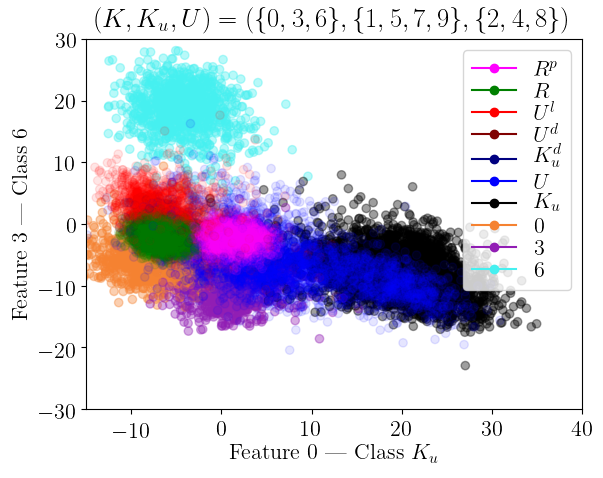 (K, K_u, U) = ({0, 3, 6}, {1, 5, 7, 9}, {2, 4, 8})
30
20
10
0
−10
−20
−30
Feature 3 — Class 6
R^p
R
U^l
U^d
K_u^d
U
K_u
0
3
6
−10
0
10
20
30
40
Feature 0 — Class K_u